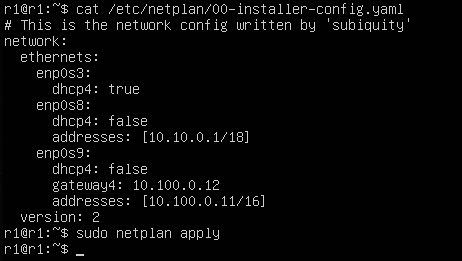 r1@r1:~$ cat /etc/netplan/00-installer-config.yaml
# This is the network config written by 'subiquity'
network:
  ethernets:
    enp0s3:
      dhcp4: true
    enp0s8:
      dhcp4: false
      addresses: [10.10.0.1/18]
    enp0s9:
      dhcp4: false
      gateway4: 10.100.0.12
      addresses: [10.100.0.11/16]
  version: 2
r1@r1:~$ sudo netplan apply
r1@r1:~$ _